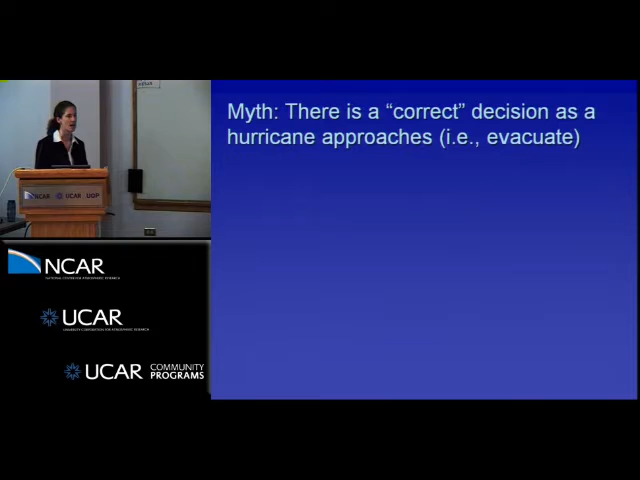 Myth: There is a “correct” decision as a
hurricane approaches (i.e., evacuate)
UCAR
NCAR
NATIONAL CENTER FOR ATMOSPHERIC RESEARCH
UCAR
UNIVERSITY CORPORATION FOR ATMOSPHERIC RESEARCH
UCAR COMMUNITY
PROGRAMS